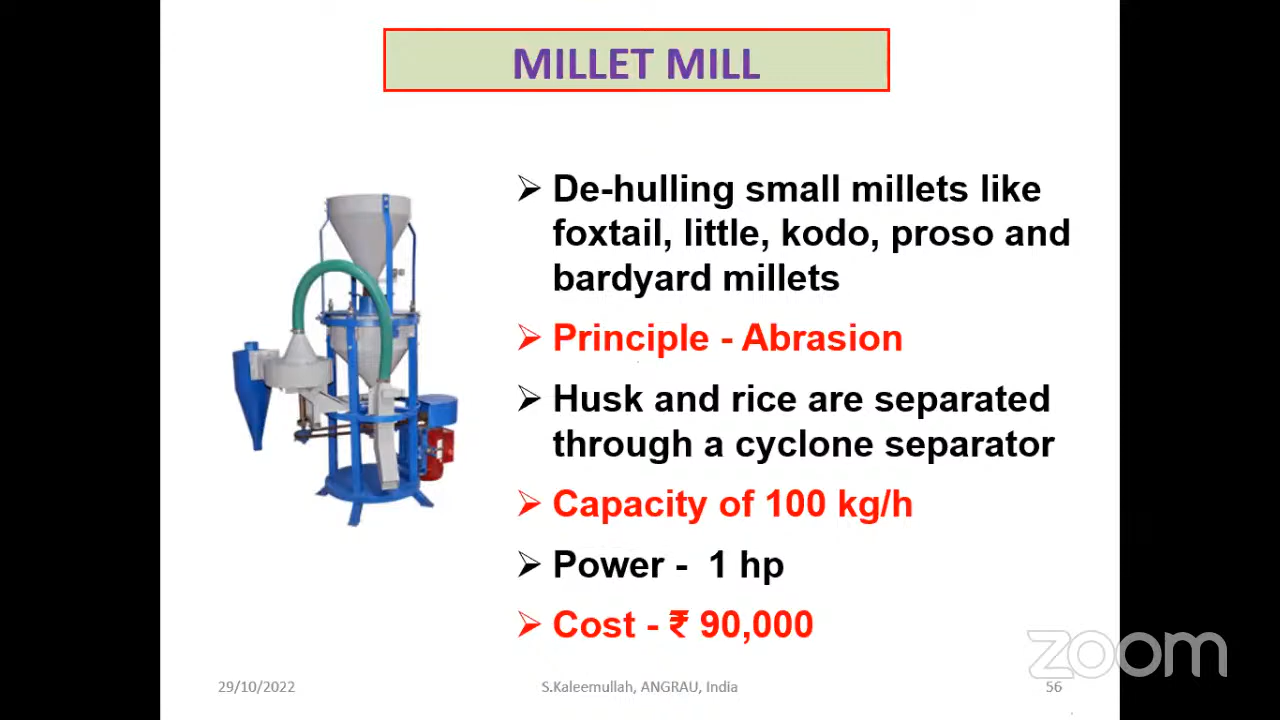 MILLET MILL
➢ De-hulling small millets like
foxtail, little, kodo, proso and
bardyard millets
➢ Principle - Abrasion
➢ Husk and rice are separated
through a cyclone separator
➢ Capacity of 100 kg/h
➢ Power - 1 hp
➢ Cost - ₹ 90,000
zoom
29/10/2022
S.Kaleemullah, ANGRAU, India
56